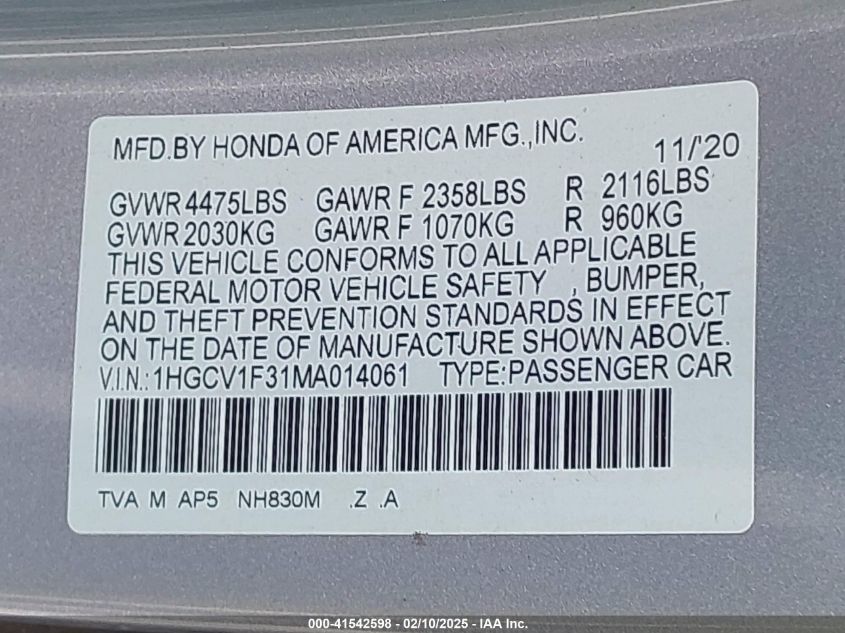 MFD.BY HONDA OF AMERICA MFG.,INC.
11/'20
GVWR 4475LBS GAWR F 2358LBS R 2116LBS
GVWR 2030KG GAWR F 1070KG R 960KG
THIS VEHICLE CONFORMS TO ALL APPLICABLE
FEDERAL MOTOR VEHICLE SAFETY , BUMPER,
AND THEFT PREVENTION STANDARDS IN EFFECT
ON THE DATE OF MANUFACTURE SHOWN ABOVE.
V.I.N.:1HGCV1F31MA014061 TYPE:PASSENGER CAR
TVA M AP5 NH830M .Z .A
000-41542598 - 02/10/2025 - IAA Inc.